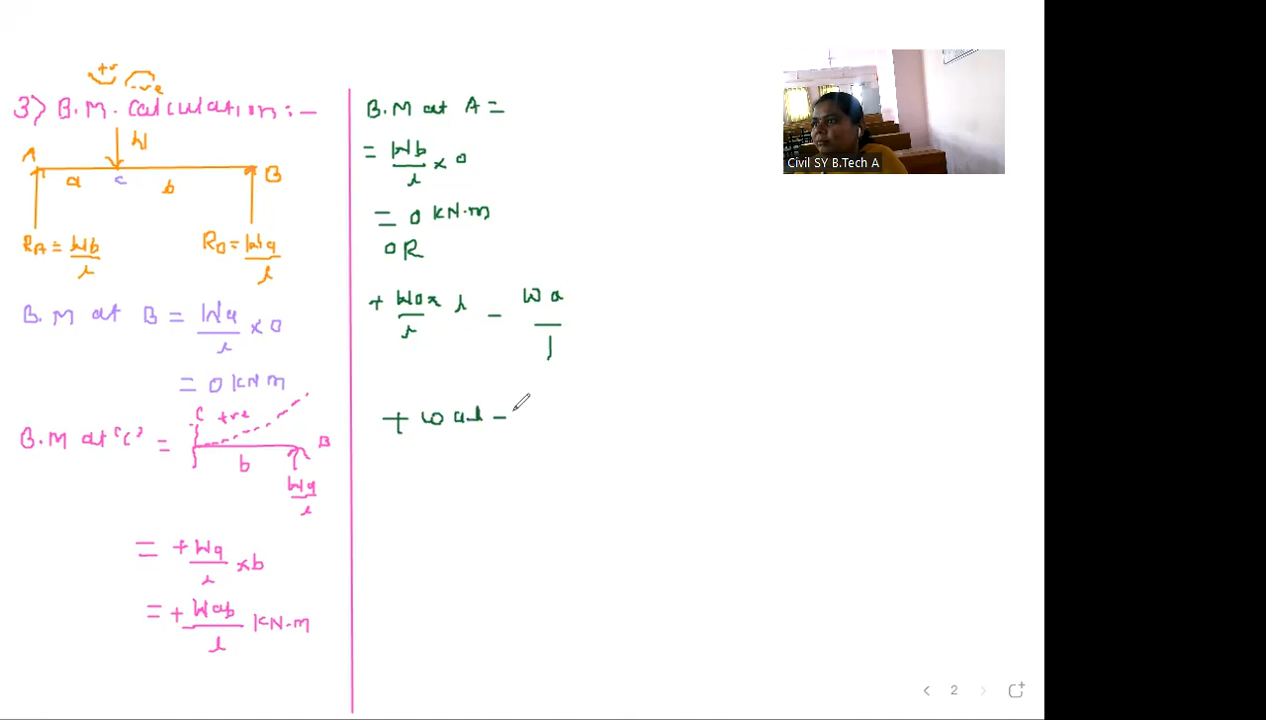 +ve -ve
3) B.M. Calculation:-
W
A a C b B
RA = Wb/l RB = Wa/l
B.M at B = Wa/l × 0
= 0 KN m
C +ve
B.M at 'C' = b B
Wa/l
= +Wa/l × b
= + Wab/l KN-m
B.M at A =
= Wb/l × 0
= 0 KN.m
OR
+ Wa/l × l - Wa/l
+ wal -
Civil SY B.Tech A
2